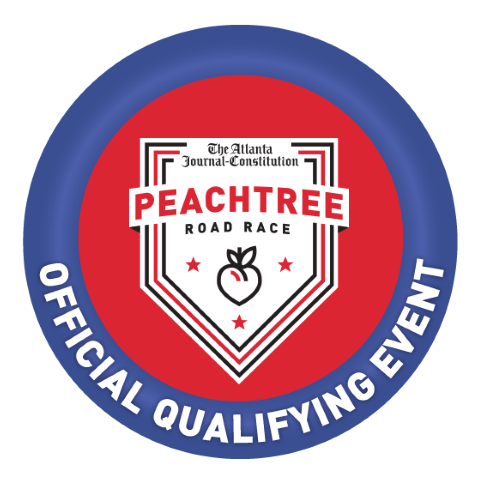 The Atlanta
Journal-Constitution
PEACHTREE
ROAD RACE
OFFICIAL QUALIFYING EVENT